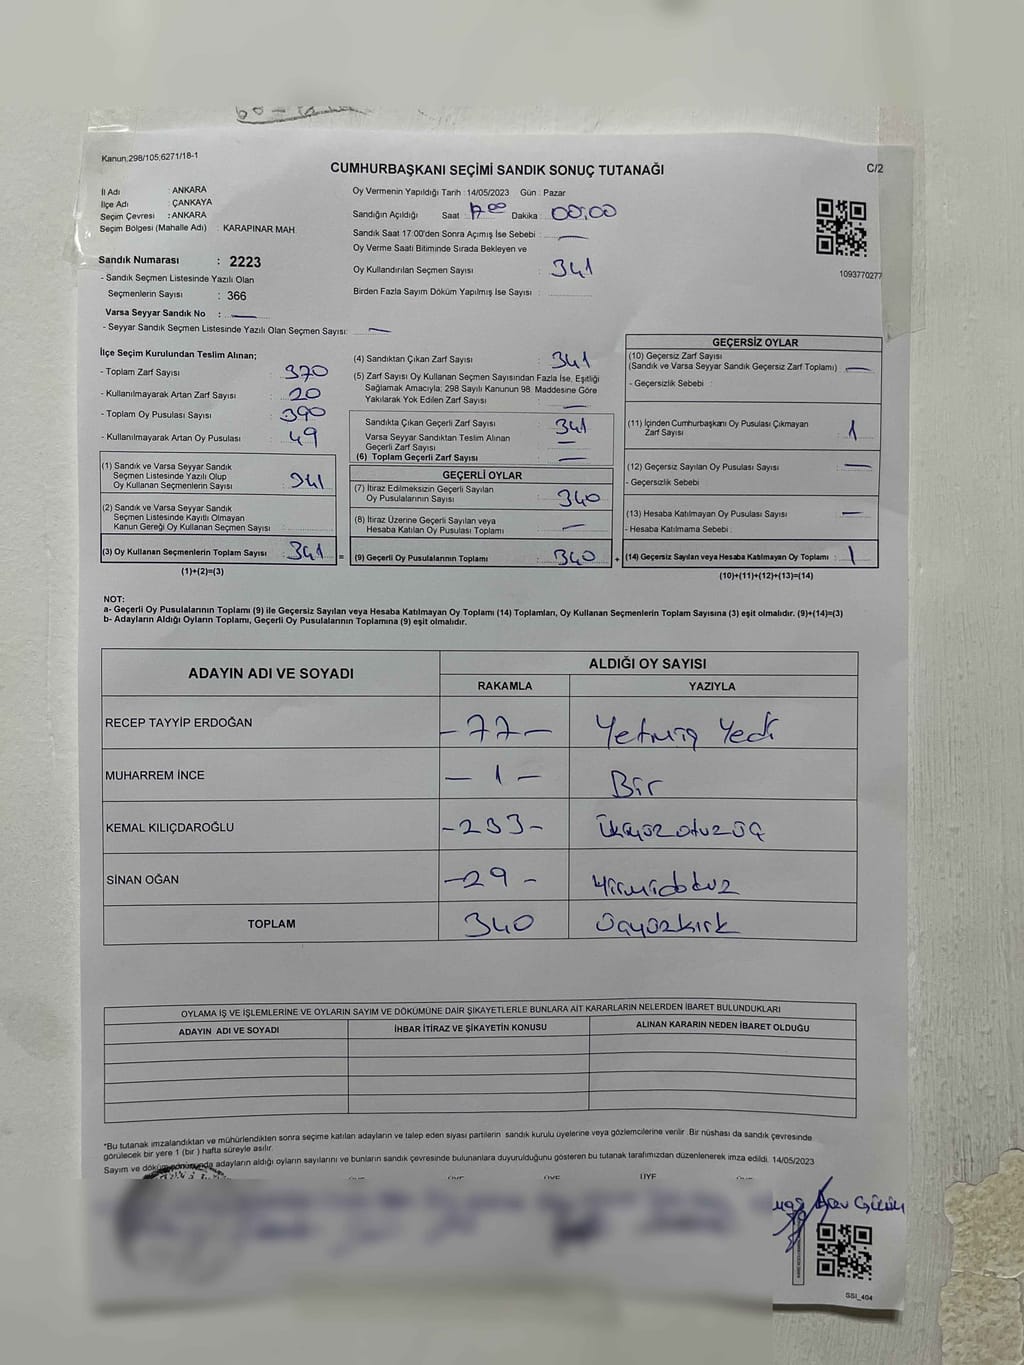 Kanun,298/105,6271/18-1
CUMHURBAŞKANI SEÇİMİ SANDIK SONUÇ TUTANAĞI
C/2
İl Adı : ANKARA
İlçe Adı : ÇANKAYA
Seçim Çevresi : ANKARA
Seçim Bölgesi (Mahalle Adı) : KARAPINAR MAH.
Oy Vermenin Yapıldığı Tarih : 14/05/2023 Gün : Pazar
Sandığın Açıldığı Saat 17.00 Dakika : 00:00
Sandık Saat 17:00'den Sonra Açımış İse Sebebi : —
Oy Verme Saati Bitiminde Sırada Bekleyen ve
Oy Kullandırılan Seçmen Sayısı : 341
Birden Fazla Sayım Döküm Yapılmış İse Sayısı :
1093770277
Sandık Numarası : 2223
- Sandık Seçmen Listesinde Yazılı Olan
Seçmenlerin Sayısı : 366
Varsa Seyyar Sandık No : —
- Seyyar Sandık Seçmen Listesinde Yazılı Olan Seçmen Sayısı: —
İlçe Seçim Kurulundan Teslim Alınan;
- Toplam Zarf Sayısı : 370
- Kullanılmayarak Artan Zarf Sayısı : 20
- Toplam Oy Pusulası Sayısı : 390
- Kullanılmayarak Artan Oy Pusulası : 49
(1) Sandık ve Varsa Seyyar Sandık
Seçmen Listesinde Yazılı Olup
Oy Kullanan Seçmenlerin Sayısı : 341
(2) Sandık ve Varsa Seyyar Sandık
Seçmen Listesinde Kayıtlı Olmayan
Kanun Gereği Oy Kullanan Seçmen Sayısı :
(3) Oy Kullanan Seçmenlerin Toplam Sayısı : 341 =
(1)+(2)=(3)
(4) Sandıktan Çıkan Zarf Sayısı : 341
(5) Zarf Sayısı Oy Kullanan Seçmen Sayısından Fazla İse, Eşitliği
Sağlamak Amacıyla; 298 Sayılı Kanunun 98. Maddesine Göre
Yakılarak Yok Edilen Zarf Sayısı : —
Sandıkta Çıkan Geçerli Zarf Sayısı : 341
Varsa Seyyar Sandıktan Teslim Alınan
Geçerli Zarf Sayısı : —
(6) Toplam Geçerli Zarf Sayısı : —
GEÇERLİ OYLAR
(7) İtiraz Edilmeksizin Geçerli Sayılan
Oy Pusulalarının Sayısı : 340
(8) İtiraz Üzerine Geçerli Sayılan veya
Hesaba Katılan Oy Pusulası Toplamı : —
(9) Geçerli Oy Pusulalarının Toplamı : 340 +
GEÇERSİZ OYLAR
(10) Geçersiz Zarf Sayısı
(Sandık ve Varsa Seyyar Sandık Geçersiz Zarf Toplamı) : —
- Geçersizlik Sebebi :
(11) İçinden Cumhurbaşkanı Oy Pusulası Çıkmayan
Zarf Sayısı : 1
(12) Geçersiz Sayılan Oy Pusulası Sayısı : —
- Geçersizlik Sebebi
(13) Hesaba Katılmayan Oy Pusulası Sayısı : —
- Hesaba Katılmama Sebebi :
(14) Geçersiz Sayılan veya Hesaba Katılmayan Oy Toplamı : 1
(10)+(11)+(12)+(13)=(14)
NOT:
a- Geçerli Oy Pusulalarının Toplamı (9) ile Geçersiz Sayılan veya Hesaba Katılmayan Oy Toplamı (14) Toplamları, Oy Kullanan Seçmenlerin Toplam Sayısına (3) eşit olmalıdır. (9)+(14)=(3)
b- Adayların Aldığı Oyların Toplamı, Geçerli Oy Pusulalarının Toplamına (9) eşit olmalıdır.
ADAYIN ADI VE SOYADI ALDIĞI OY SAYISI
RAKAMLA YAZIYLA
RECEP TAYYİP ERDOĞAN -77- Yetmiş Yedi
MUHARREM İNCE -1- Bir
KEMAL KILIÇDAROĞLU -233- ikiyüzotuzüç
SİNAN OĞAN -29- Yirmidokuz
TOPLAM 340 üçyüzkırk
OYLAMA İŞ VE İŞLEMLERİNE VE OYLARIN SAYIM VE DÖKÜMÜNE DAİR ŞİKAYETLERLE BUNLARA AİT KARARLARIN NELERDEN İBARET BULUNDUKLARI
ADAYIN ADI VE SOYADI İHBAR İTİRAZ VE ŞİKAYETİN KONUSU ALINAN KARARIN NEDEN İBARET OLDUĞU
*Bu tutanak imzalandıktan ve mühürlendikten sonra seçime katılan adayların ve talep eden siyasi partilerin sandık kurulu üyelerine veya gözlemcilerine verilir .Bir nüshası da sandık çevresinde
görülecek bir yere 1 (bir ) hafta süreyle asılır.
Sayım ve döküm sonucunda adayların aldığı oyların sayılarını ve bunların sandık çevresinde bulunanlara duyurulduğunu gösteren bu tutanak tarafımızdan düzenlenerek imza edildi. 14/05/2023
ÜYE ÜYE ÜYE ÜYE ÜYE
SSI_404